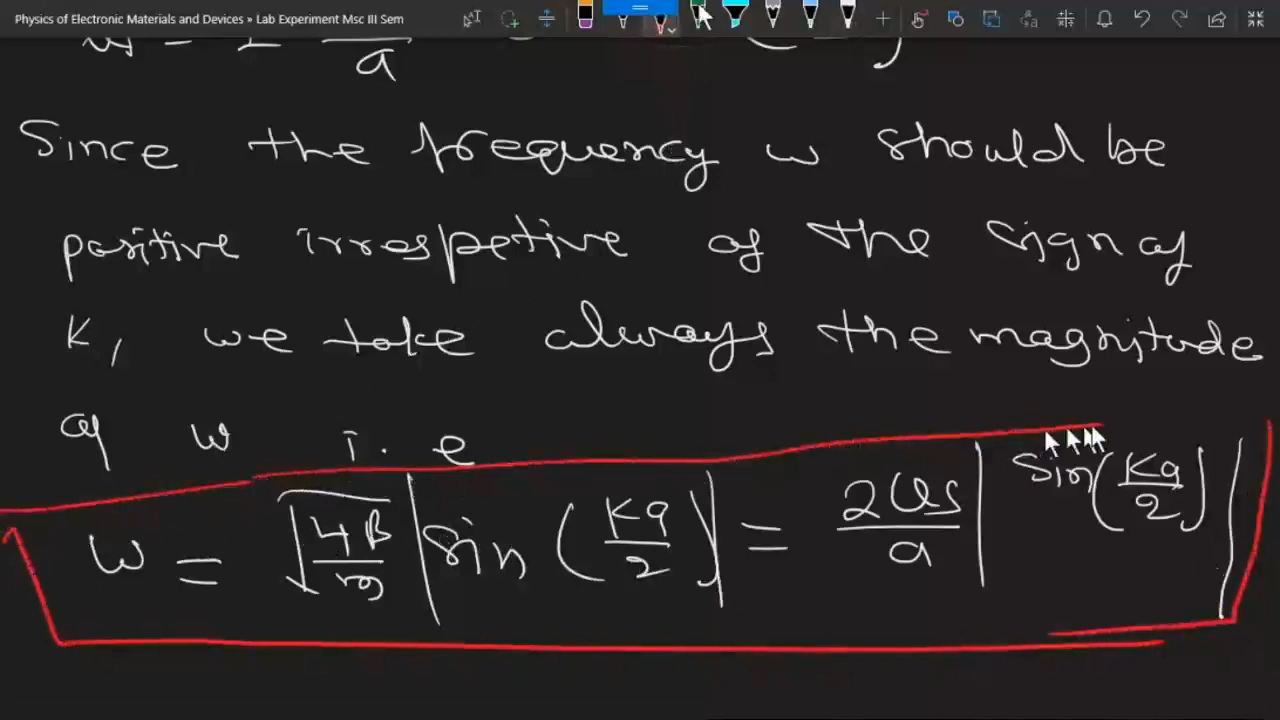 Physics of Electronic Materials and Devices » Lab Experiment Msc III Sem
a
Since the frequency ω should be
positive irrespetive of the sign of
K, we take always the magnitude
of ω i.e
ω = √(4β/m) |sin (Ka/2)| = 2υs/a |sin (Ka/2)|